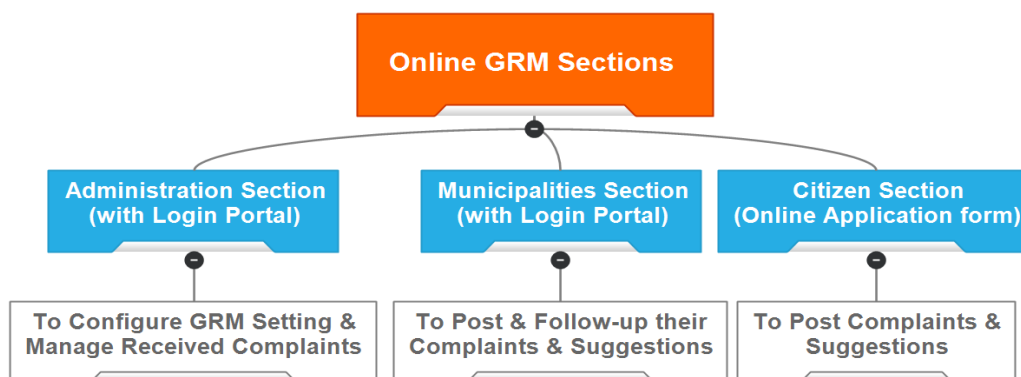 Online GRM Sections
Administration Section
(with Login Portal)
Municipalities Section
(with Login Portal)
Citizen Section
(Online Application form)
To Configure GRM Setting &
Manage Received Complaints
To Post & Follow-up their
Complaints & Suggestions
To Post Complaints &
Suggestions